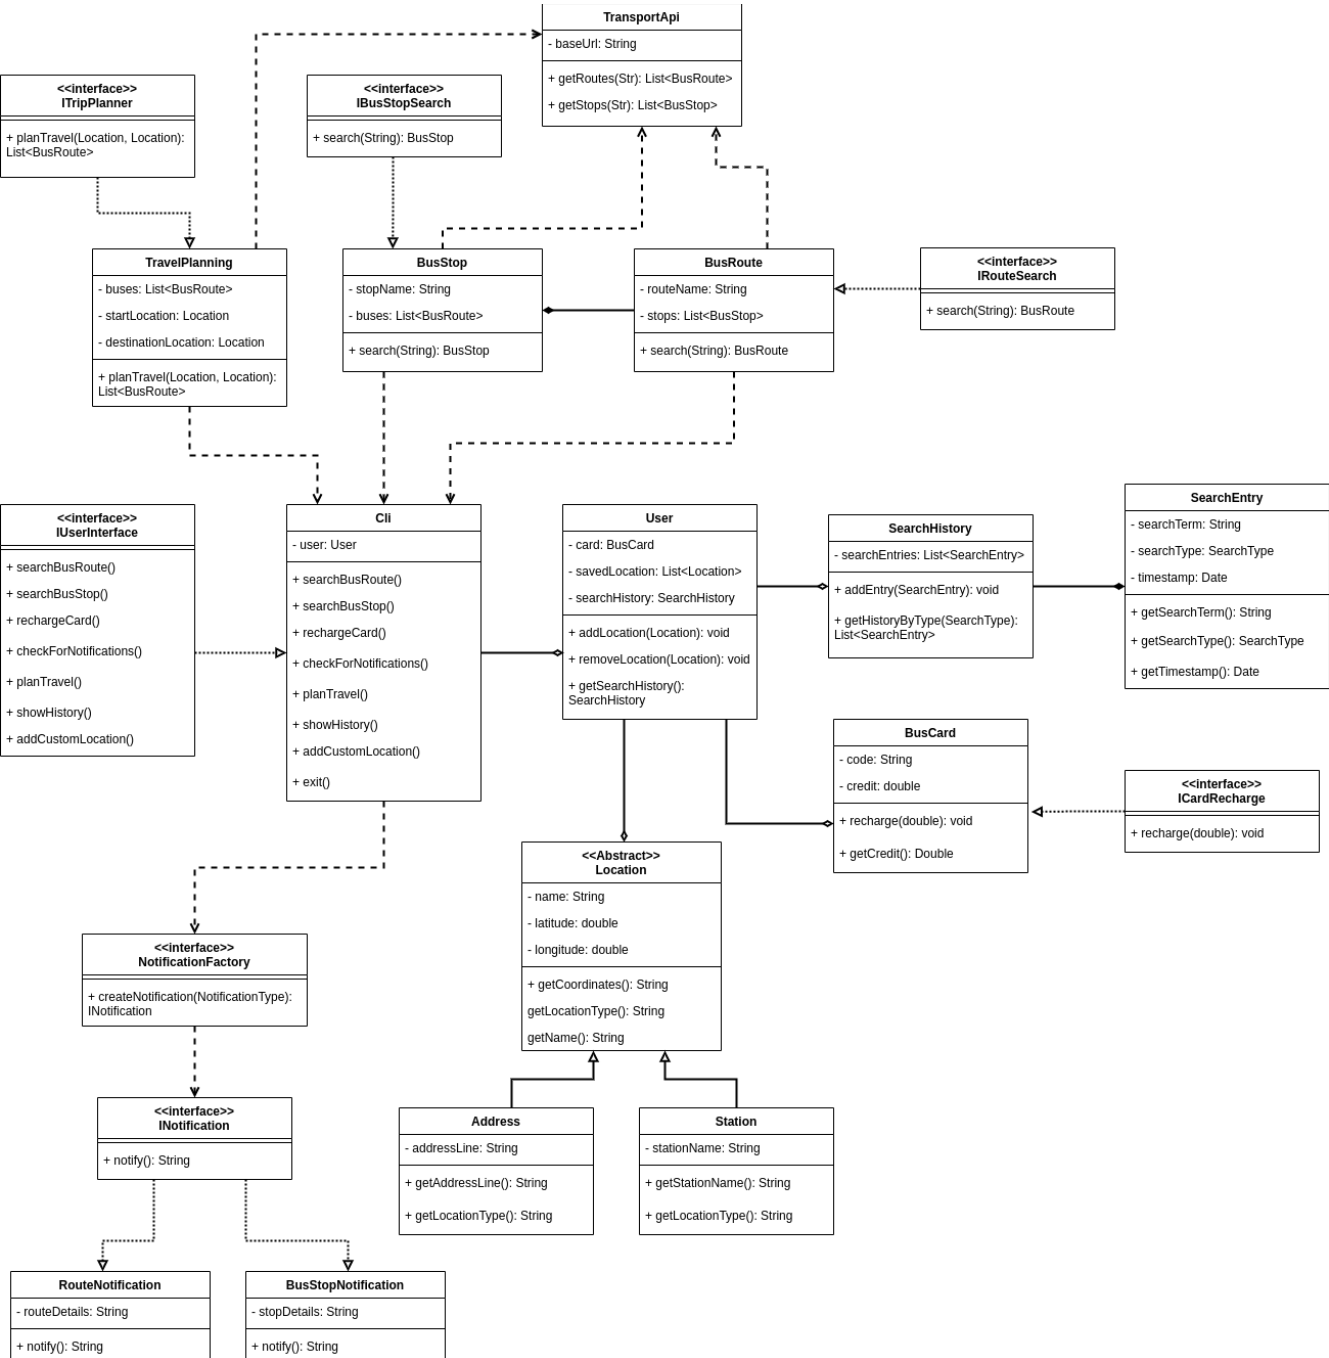 TransportApi
- baseUrl: String
+ getRoutes(Str): List<BusRoute>
+ getStops(Str): List<BusStop>
<<interface>>
ITripPlanner
+ planTravel(Location, Location):
List<BusRoute>
<<interface>>
IBusStopSearch
+ search(String): BusStop
TravelPlanning
- buses: List<BusRoute>
- startLocation: Location
- destinationLocation: Location
+ planTravel(Location, Location):
List<BusRoute>
BusStop
- stopName: String
- buses: List<BusRoute>
+ search(String): BusStop
BusRoute
- routeName: String
- stops: List<BusStop>
+ search(String): BusRoute
<<interface>>
IRouteSearch
+ search(String): BusRoute
<<interface>>
IUserInterface
+ searchBusRoute()
+ searchBusStop()
+ rechargeCard()
+ checkForNotifications()
+ planTravel()
+ showHistory()
+ addCustomLocation()
Cli
- user: User
+ searchBusRoute()
+ searchBusStop()
+ rechargeCard()
+ checkForNotifications()
+ planTravel()
+ showHistory()
+ addCustomLocation()
+ exit()
User
- card: BusCard
- savedLocation: List<Location>
- searchHistory: SearchHistory
+ addLocation(Location): void
+ removeLocation(Location): void
+ getSearchHistory():
SearchHistory
SearchHistory
- searchEntries: List<SearchEntry>
+ addEntry(SearchEntry): void
+ getHistoryByType(SearchType):
List<SearchEntry>
SearchEntry
- searchTerm: String
- searchType: SearchType
- timestamp: Date
+ getSearchTerm(): String
+ getSearchType(): SearchType
+ getTimestamp(): Date
BusCard
- code: String
- credit: double
+ recharge(double): void
+ getCredit(): Double
<<interface>>
ICardRecharge
+ recharge(double): void
<<Abstract>>
Location
- name: String
- latitude: double
- longitude: double
+ getCoordinates(): String
getLocationType(): String
getName(): String
<<interface>>
NotificationFactory
+ createNotification(NotificationType):
INotification
<<interface>>
INotification
+ notify(): String
Address
- addressLine: String
+ getAddressLine(): String
+ getLocationType(): String
Station
- stationName: String
+ getStationName(): String
+ getLocationType(): String
RouteNotification
- routeDetails: String
+ notify(): String
BusStopNotification
- stopDetails: String
+ notify(): String